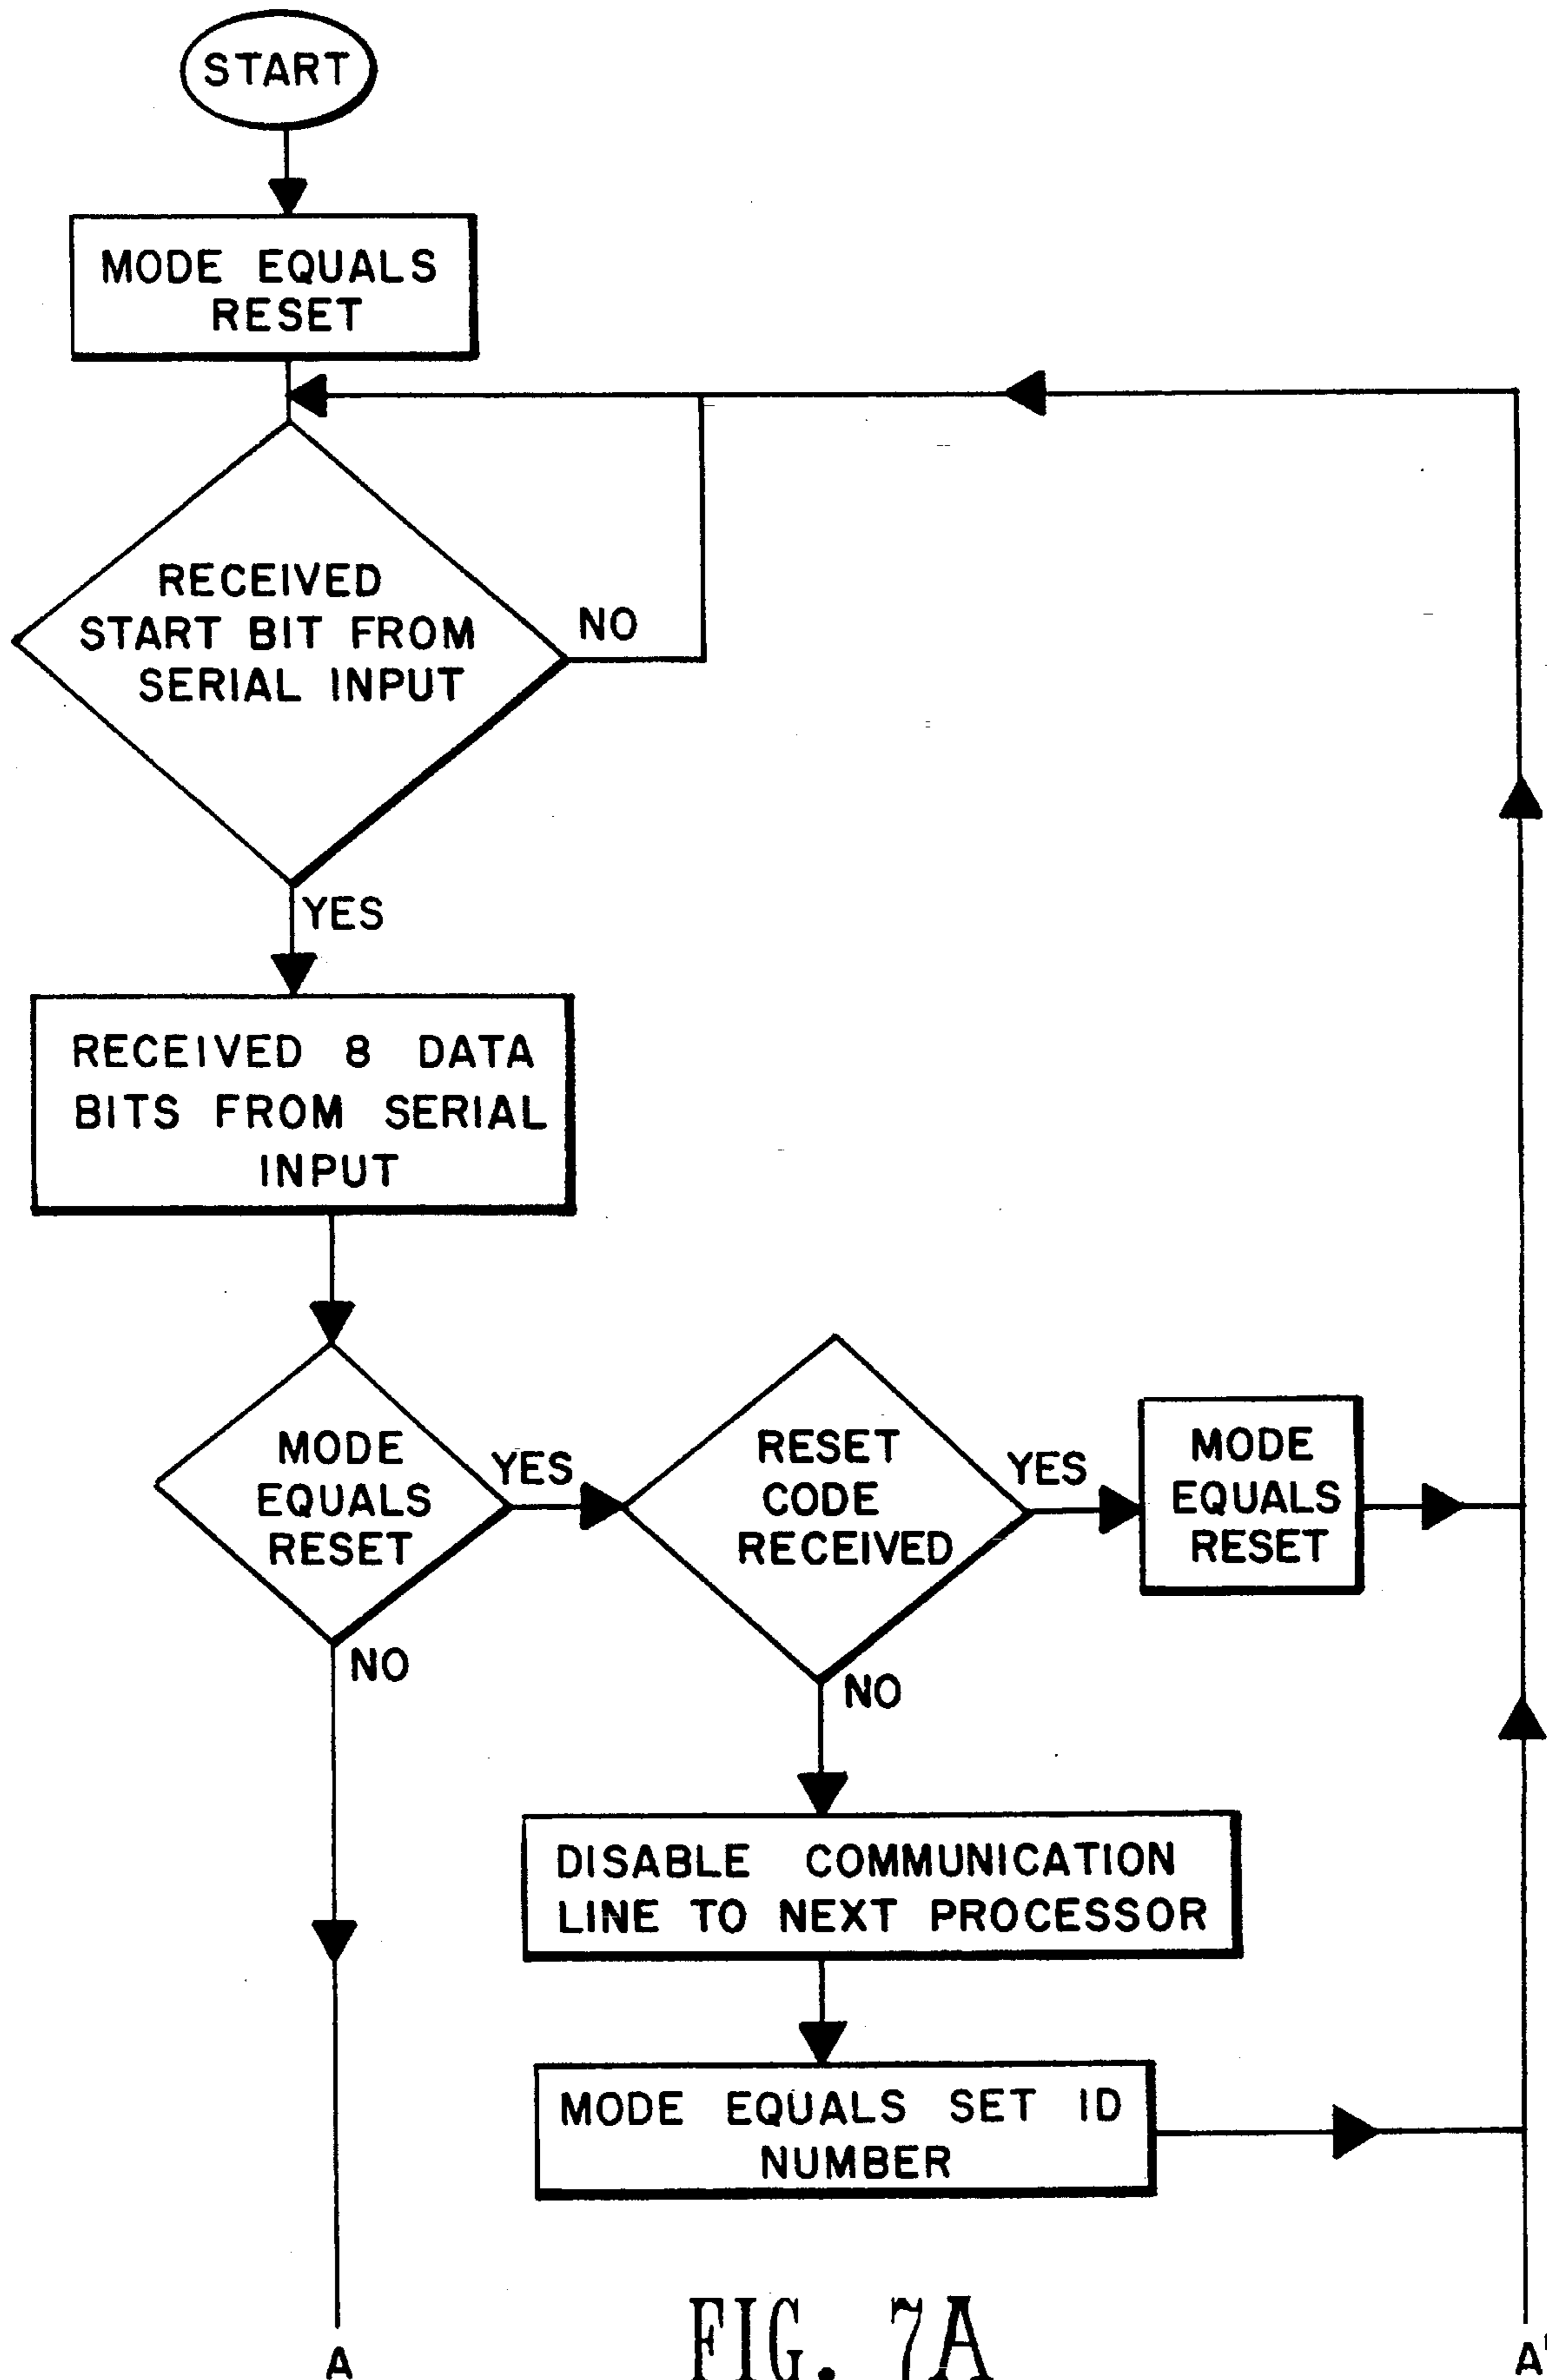 START
MODE EQUALS
RESET
RECEIVED
START BIT FROM
SERIAL INPUT
NO
YES
RECEIVED 8 DATA
BITS FROM SERIAL
INPUT
MODE
EQUALS
RESET
YES
NO
RESET
CODE
RECEIVED
YES
NO
MODE
EQUALS
RESET
DISABLE COMMUNICATION
LINE TO NEXT PROCESSOR
MODE EQUALS SET ID
NUMBER
A
FIG. 7A
A'